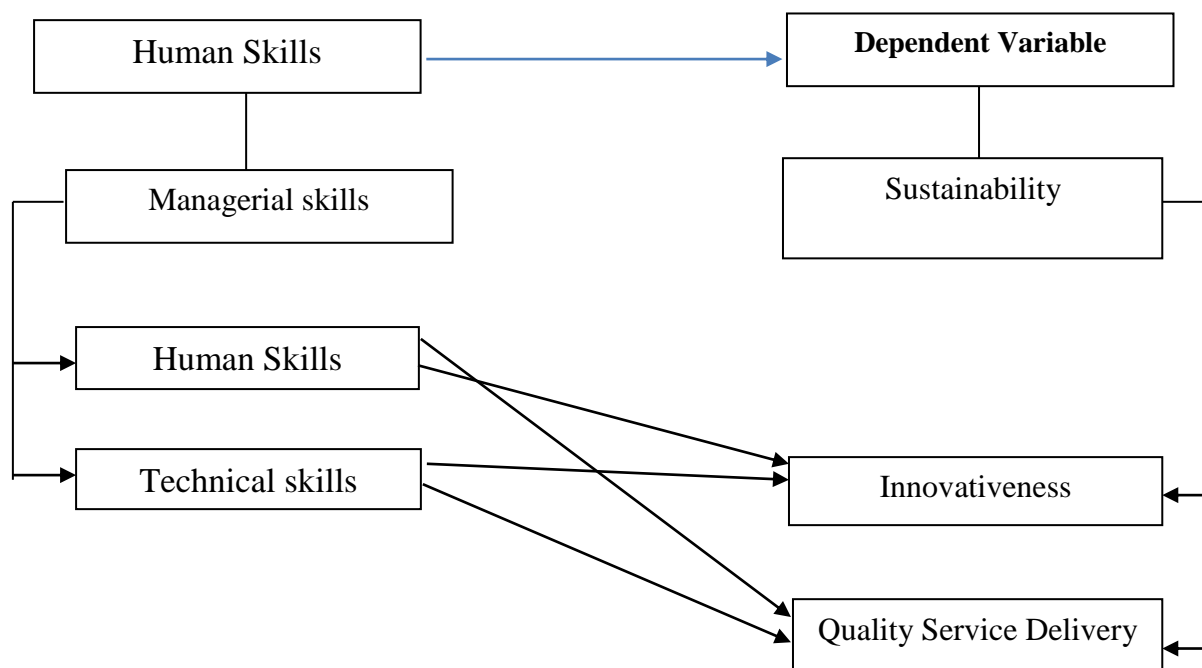 Human Skills
Dependent Variable
Managerial skills
Sustainability
Human Skills
Technical skills
Innovativeness
Quality Service Delivery